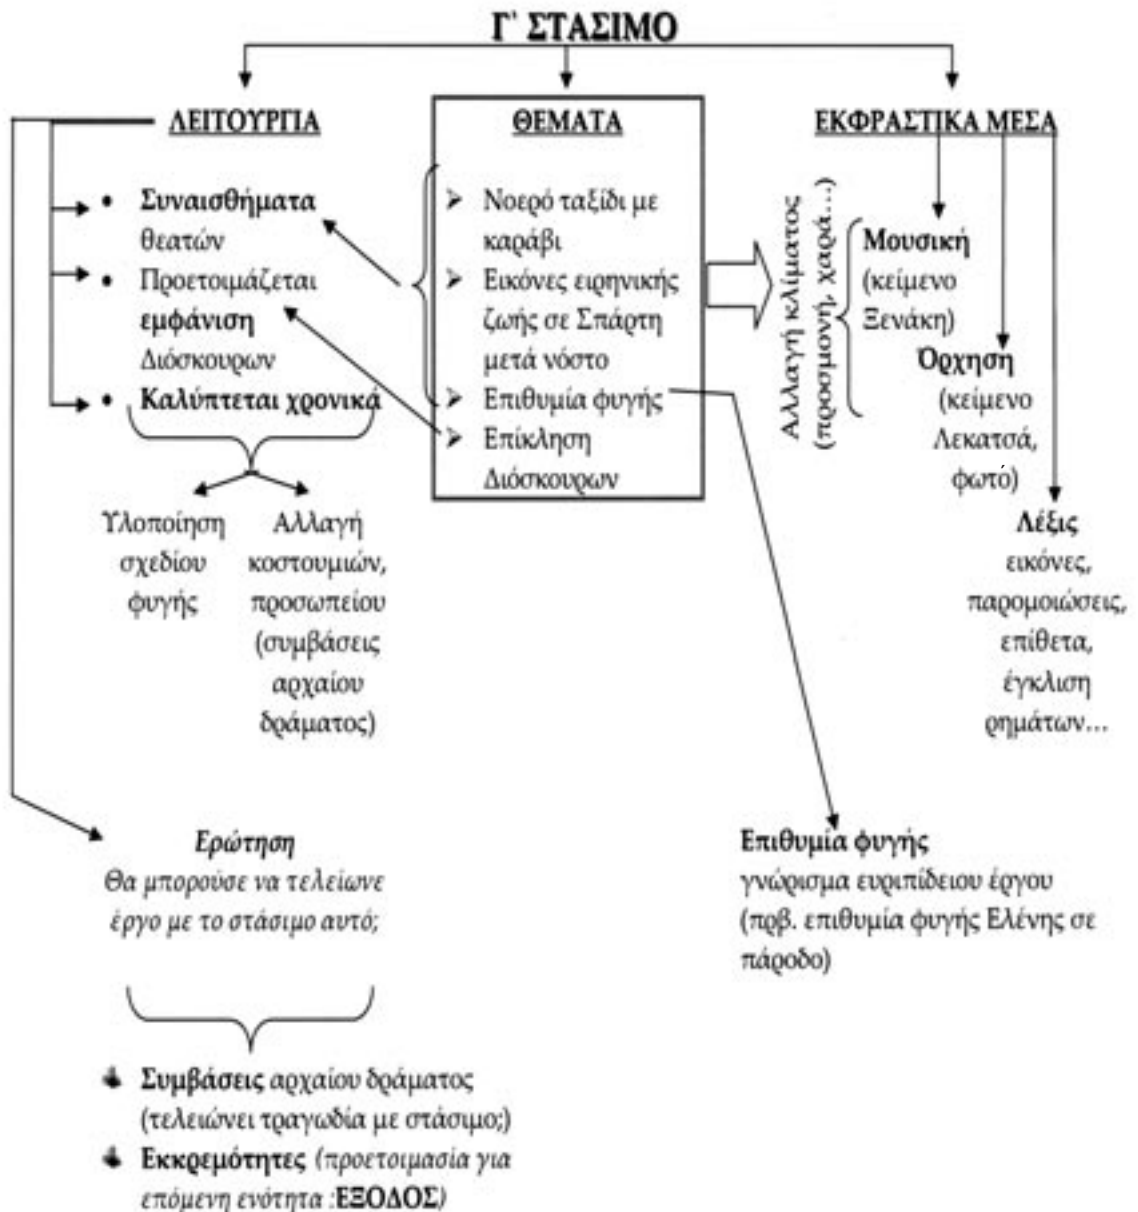 Γ΄ ΣΤΑΣΙΜΟ
ΛΕΙΤΟΥΡΓΙΑ
• Συναισθήματα
θεατών
• Προετοιμάζεται
εμφάνιση
Διόσκουρων
• Καλύπτεται χρονικά
Υλοποίηση
σχεδίου
φυγής
Αλλαγή
κοστουμιών,
προσωπείου
(συμβάσεις
αρχαίου
δράματος)
ΘΕΜΑΤΑ
➢ Νοερό ταξίδι με
καράβι
➢ Εικόνες ειρηνικής
ζωής σε Σπάρτη
μετά νόστο
➢ Επιθυμία φυγής
➢ Επίκληση
Διόσκουρων
ΕΚΦΡΑΣΤΙΚΑ ΜΕΣΑ
Αλλαγή κλίματος
(προσμονή, χαρά...)
Μουσική
(κείμενο
Ξενάκη)
Όρχηση
(κείμενο
Λεκατσά,
φωτό)
Λέξις
εικόνες,
παρομοιώσεις,
επίθετα,
έγκλιση
ρημάτων...
Ερώτηση
Θα μπορούσε να τελείωνε
έργο με το στάσιμο αυτό;
Επιθυμία φυγής
γνώρισμα ευριπίδειου έργου
(πρβ. επιθυμία φυγής Ελένης σε
πάροδο)
Συμβάσεις αρχαίου δράματος
(τελειώνει τραγωδία με στάσιμο;)
Εκκρεμότητες (προετοιμασία για
επόμενη ενότητα :ΕΞΟΔΟΣ)